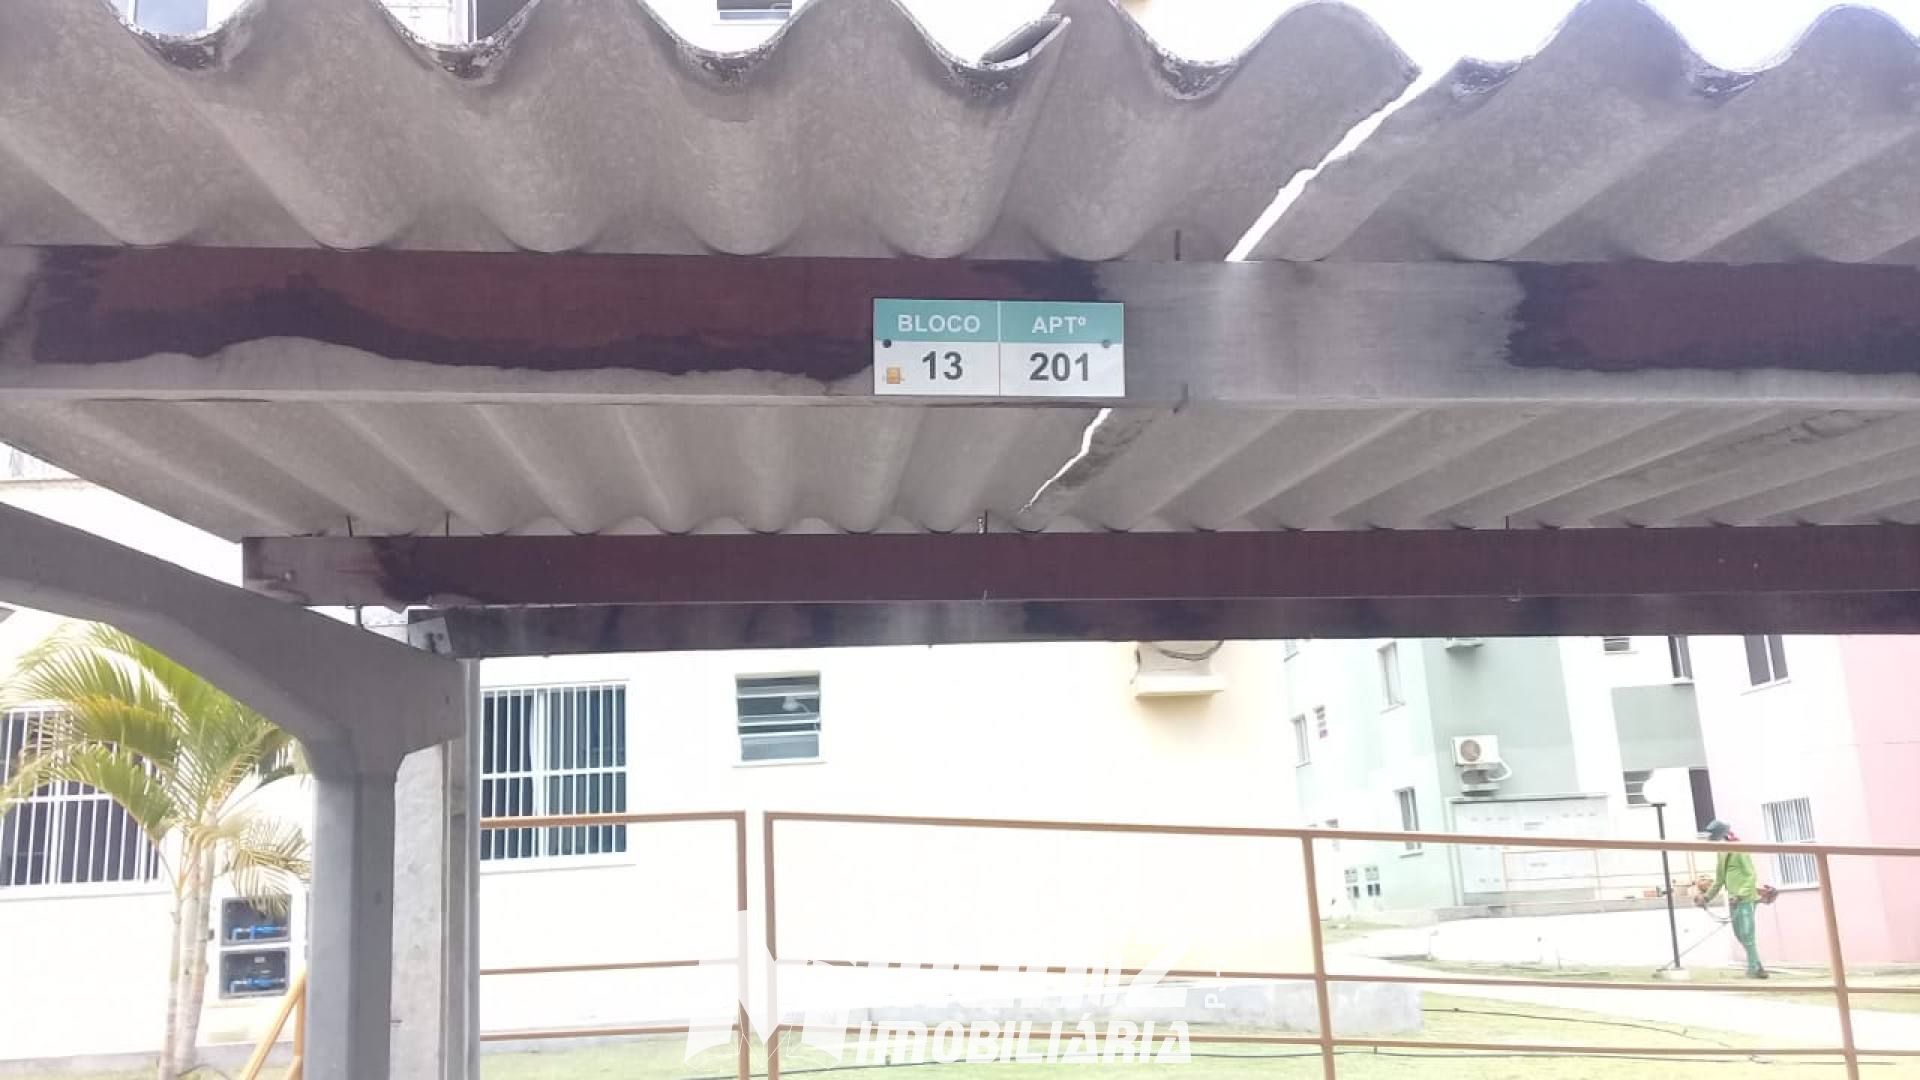 BLOCO APTº
13 201
IMOBILIÁRIA